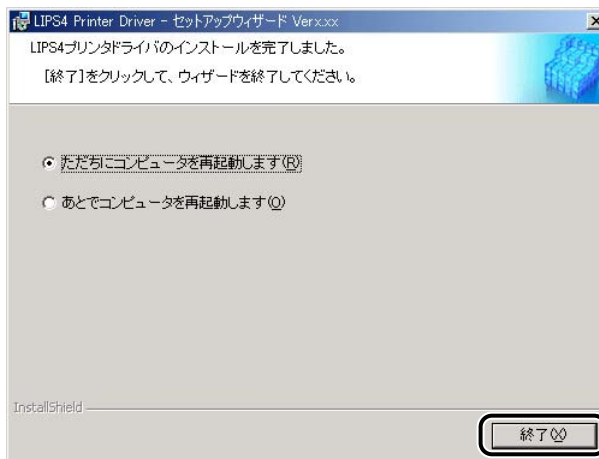 LIPS4 Printer Driver - セットアップウィザード Verx.xx
LIPS4プリンタドライバのインストールを完了しました。
[終了]をクリックして、ウィザードを終了してください。
ただちにコンピュータを再起動します(R)
あとでコンピュータを再起動します(O)
InstallShield
終了(X)